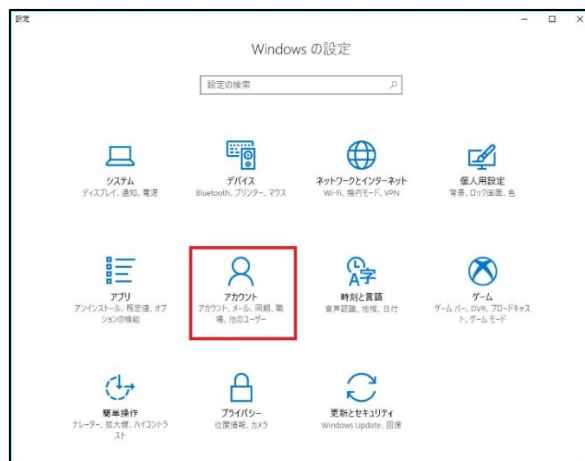 設定
Windows の設定
設定の検索
システム
ディスプレイ、通知、電源
デバイス
Bluetooth、プリンター、マウス
ネットワークとインターネット
Wi-Fi、機内モード、VPN
個人用設定
背景、ロック画面、色
アプリ
アンインストール、既定値、オプ
ションの機能
アカウント
アカウント、メール、同期、職
場、他のユーザー
時刻と言語
音声認識、地域、日付
ゲーム
ゲーム バー、DVR、ブロードキャス
ト、ゲーム モード
簡単操作
ナレーター、拡大鏡、ハイコントラ
スト
プライバシー
位置情報、カメラ
更新とセキュリティ
Windows Update、回復